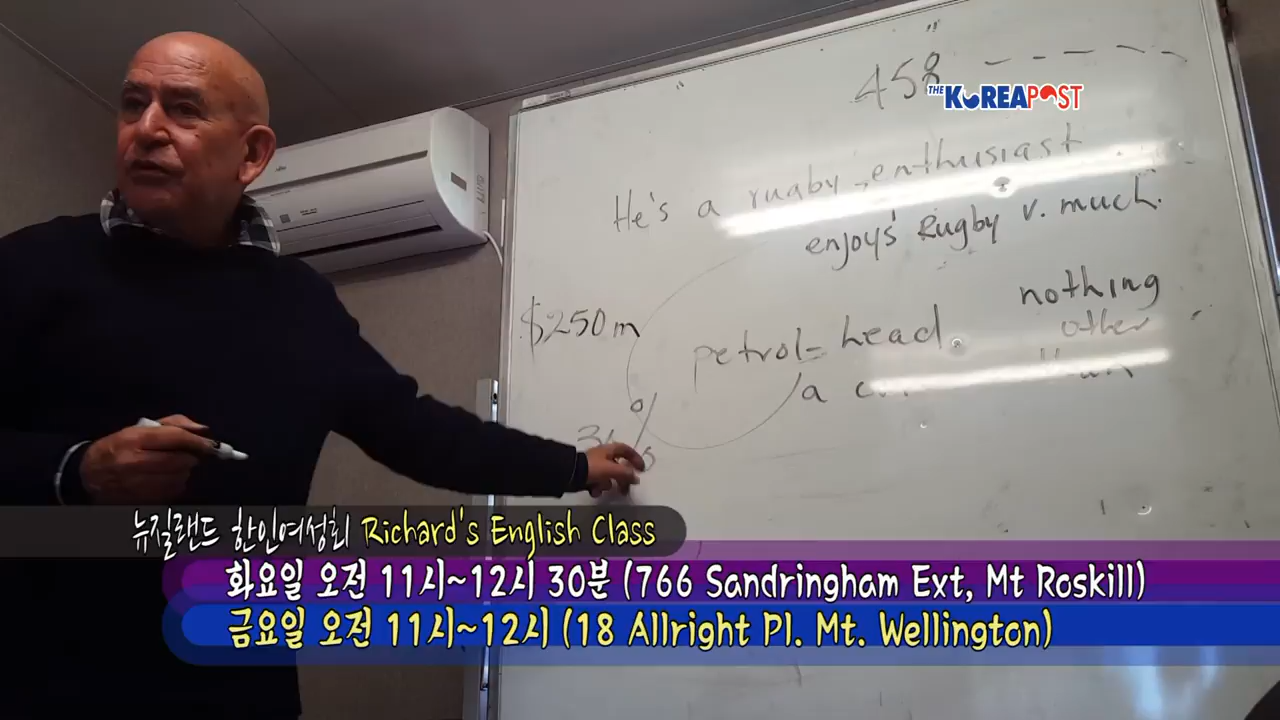 458
THE KOREAPOST
He's a rugby enthusiast
enjoys Rugby v. much.
nothing
other
$250m
petrol-head
a
뉴질랜드 한인여성회 Richard's English Class
화요일 오전 11시~12시 30분 (766 Sandringham Ext, Mt Roskill)
금요일 오전 11시~12시 (18 Allright Pl. Mt. Wellington)